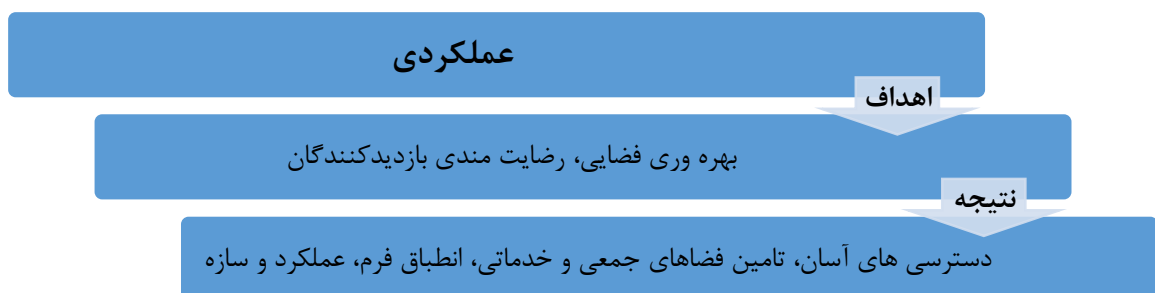 عملکردی
اهداف
بهره وری فضایی، رضایت مندی بازدیدکنندگان
نتیجه
دسترسی های آسان، تامین فضاهای جمعی و خدماتی، انطباق فرم، عملکرد و سازه